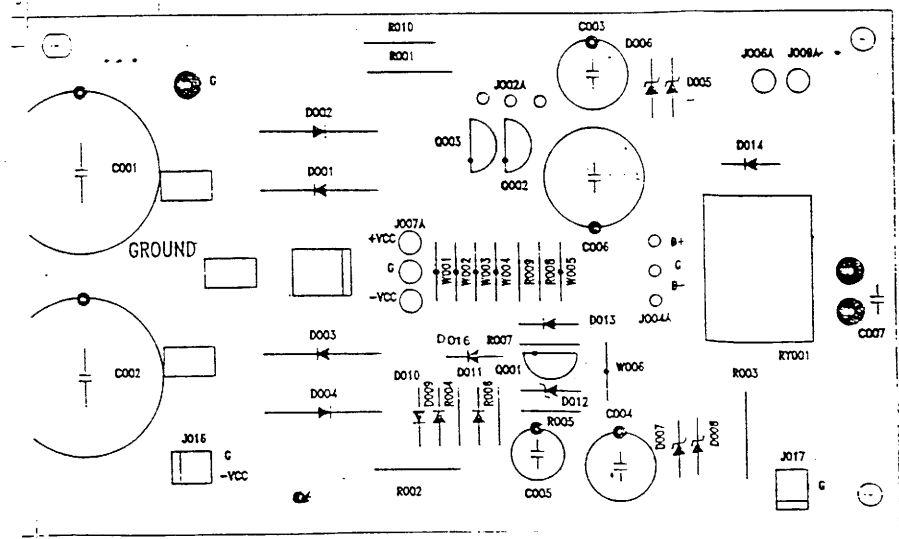 R010
C003
D006
R001
J006A J009A
G
J002A
D005
D002
Q003
D014
C001
D001
Q002
J007A
+VCC
C006
B+
GROUND
G
W001
W002
W003
W004
R009
R008
W005
G
-VCC
B-
J004A
C007
D013
D003
D016
R007
RY001
C002
W006
D010
D009
R004
D011
R006
Q001
R003
D004
D012
R005
C004
J016
G
-VCC
D007
D008
J017
G
R002
C005